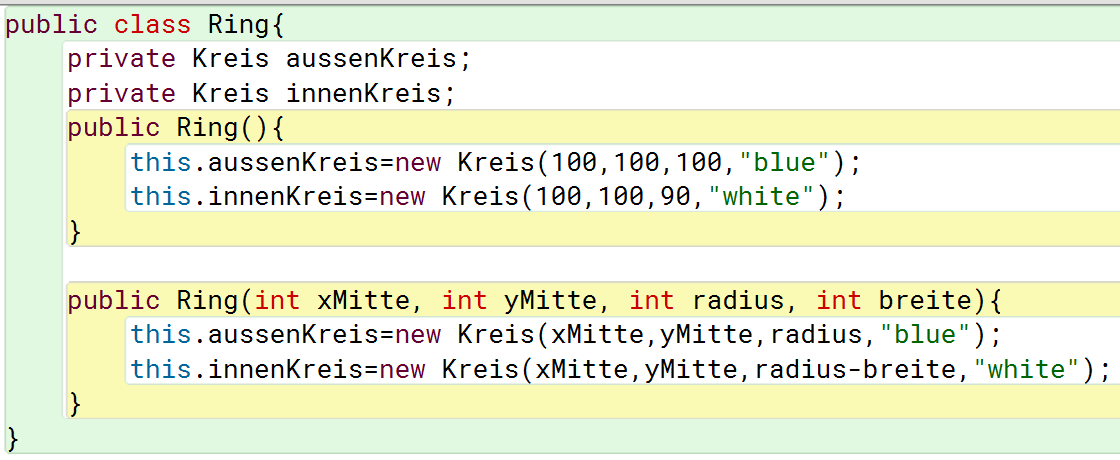 public class Ring{
    private Kreis aussenKreis;
    private Kreis innenKreis;
    public Ring(){
        this.aussenKreis=new Kreis(100,100,100,"blue");
        this.innenKreis=new Kreis(100,100,90,"white");
    }
    public Ring(int xMitte, int yMitte, int radius, int breite){
        this.aussenKreis=new Kreis(xMitte,yMitte,radius,"blue");
        this.innenKreis=new Kreis(xMitte,yMitte,radius-breite,"white");
    }
}